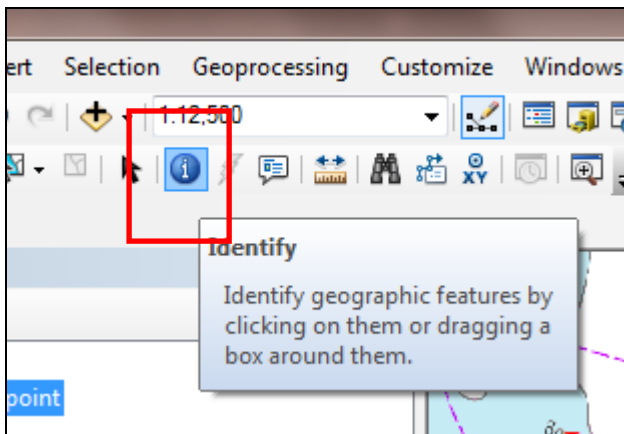 ert Selection Geoprocessing Customize Windows
1:12,500
XY
Identify
Identify geographic features by
clicking on them or dragging a
box around them.
point